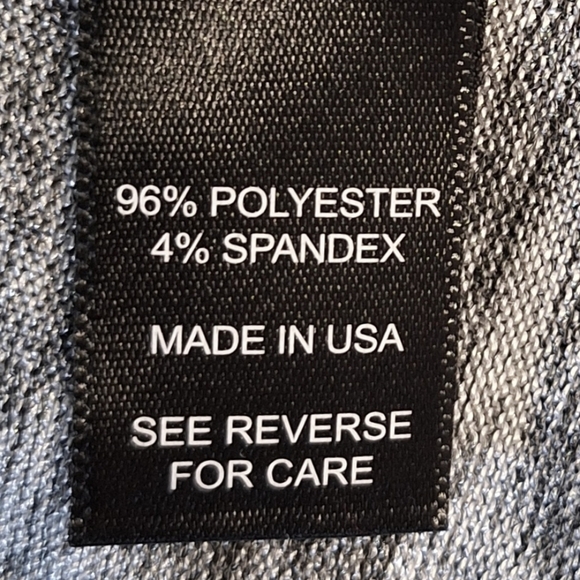 96% POLYESTER
4% SPANDEX
MADE IN USA
SEE REVERSE
FOR CARE